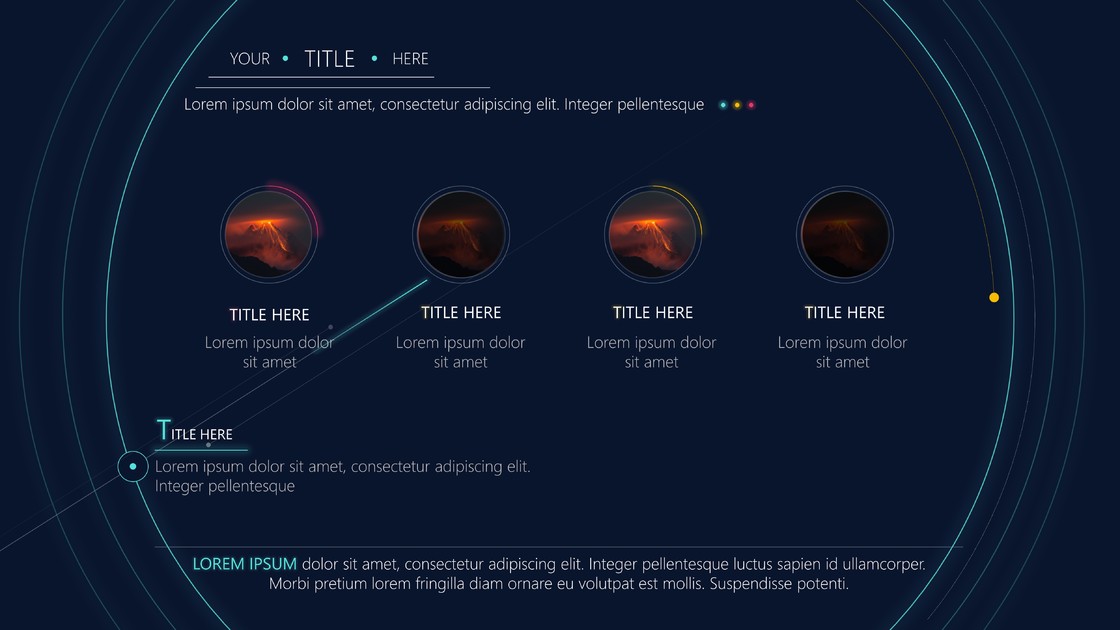 YOUR • TITLE • HERE
Lorem ipsum dolor sit amet, consectetur adipiscing elit. Integer pellentesque
TITLE HERE
Lorem ipsum dolor
sit amet
TITLE HERE
Lorem ipsum dolor
sit amet
TITLE HERE
Lorem ipsum dolor
sit amet
TITLE HERE
Lorem ipsum dolor
sit amet
TITLE HERE
Lorem ipsum dolor sit amet, consectetur adipiscing elit.
Integer pellentesque
LOREM IPSUM dolor sit amet, consectetur adipiscing elit. Integer pellentesque luctus sapien id ullamcorper.
Morbi pretium lorem fringilla diam ornare eu volutpat est mollis. Suspendisse potenti.